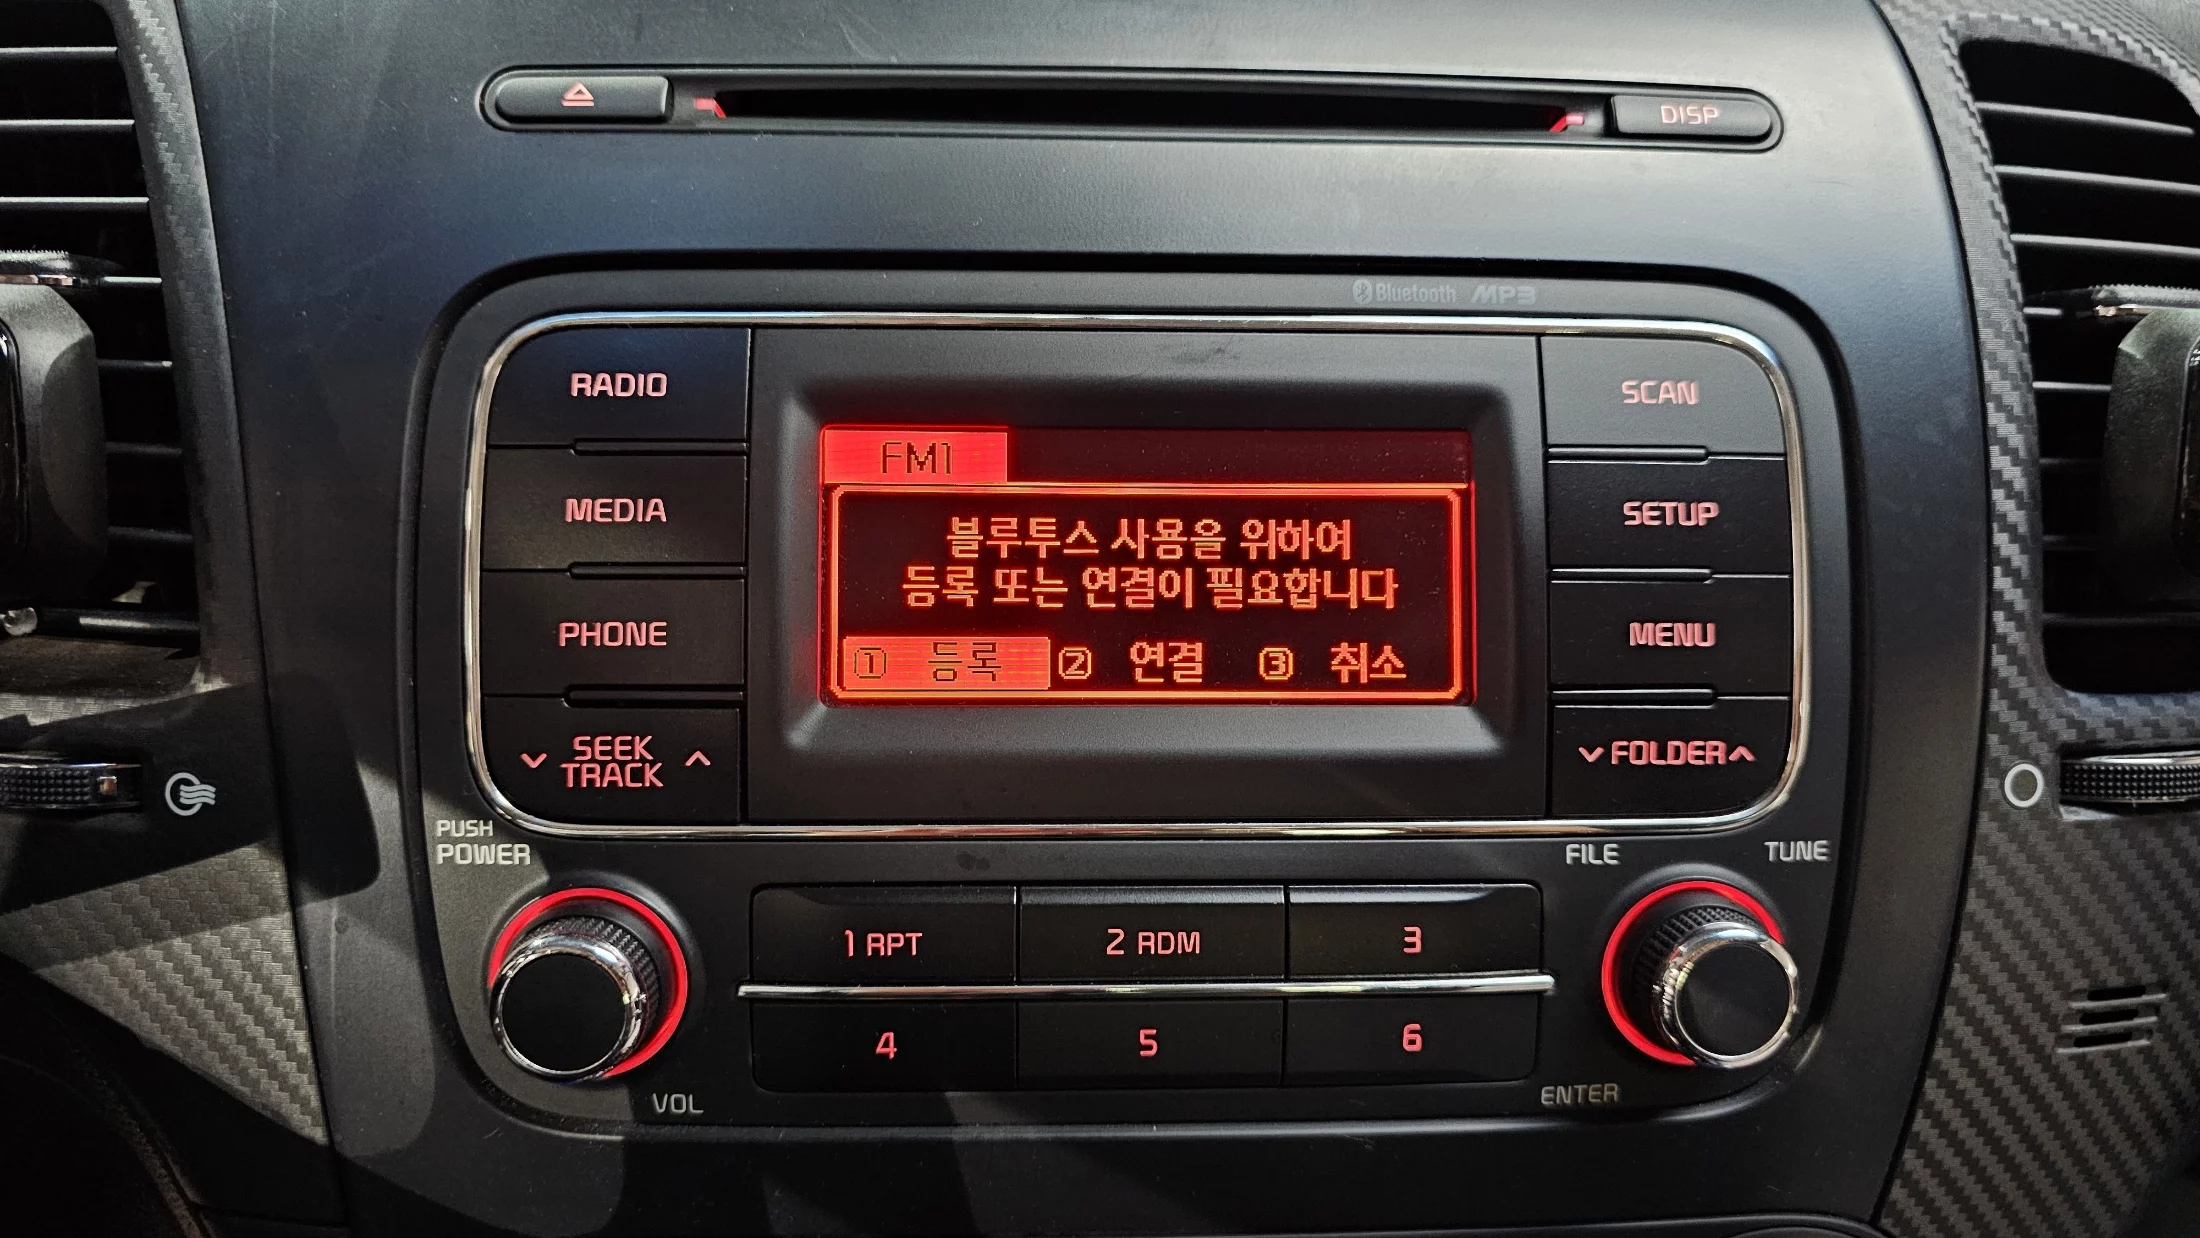 DISP
Bluetooth MP3
RADIO
MEDIA
PHONE
SEEK
TRACK
FM1
블루투스 사용을 위하여
등록 또는 연결이 필요합니다
① 등록 ② 연결 ③ 취소
SCAN
SETUP
MENU
FOLDER
PUSH
POWER
VOL
1 RPT
2 RDM
3
4
5
6
FILE
TUNE
ENTER